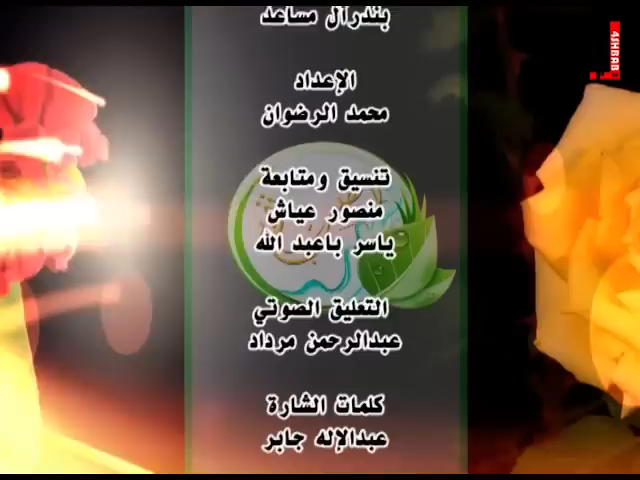 بندرآل مساعد
4SHBAB
الإعداد
محمد الرضوان
تنسيق ومتابعة
منصور عياش
ياسر باعبد الله
التعليق الصوتي
عبدالرحمن مرداد
كلمات الشارة
عبدالإله جابر